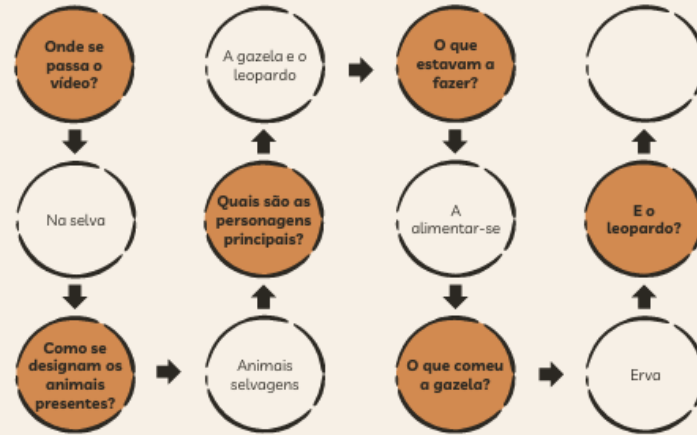 Onde se
passa o
vídeo?
Na selva
Como se
designam os
animais
presentes?
Animais
selvagens
Quais são as
personagens
principais?
A gazela e o
leopardo
O que
estavam a
fazer?
A
alimentar-se
O que comeu
a gazela?
Erva
E o
leopardo?